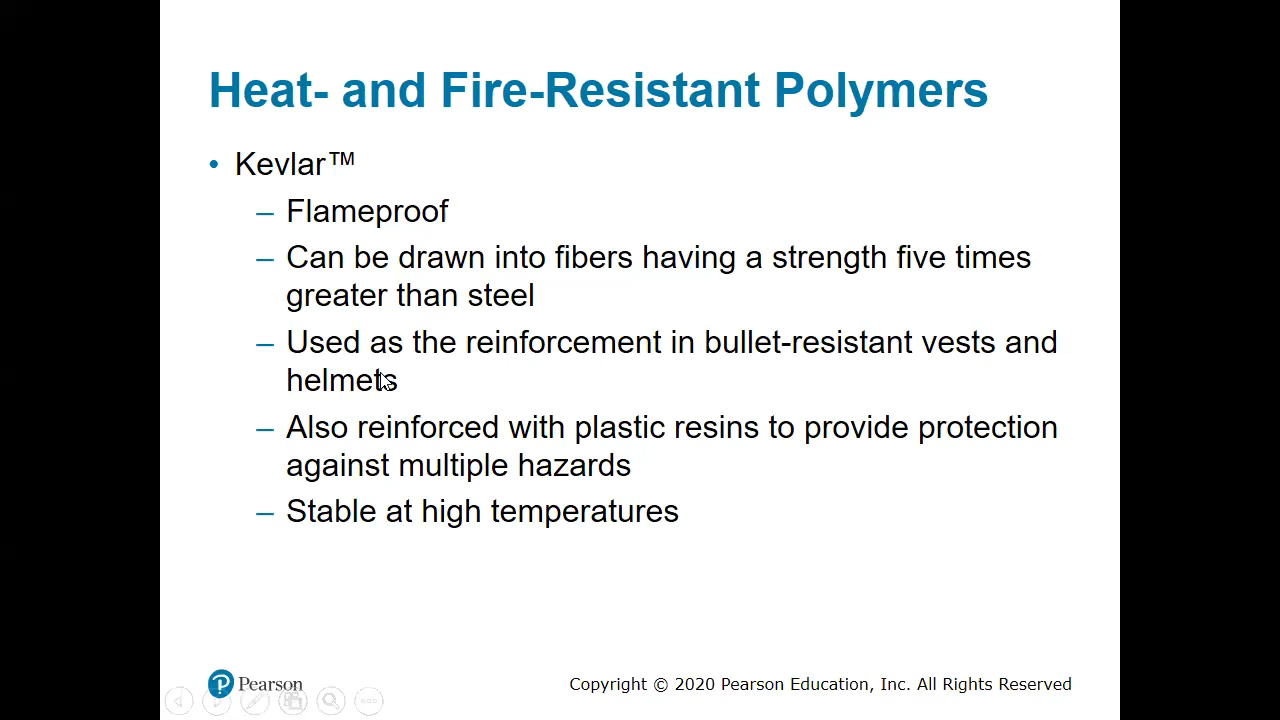 Heat- and Fire-Resistant Polymers
• Kevlar™
– Flameproof
– Can be drawn into fibers having a strength five times
greater than steel
– Used as the reinforcement in bullet-resistant vests and
helmets
– Also reinforced with plastic resins to provide protection
against multiple hazards
– Stable at high temperatures
Pearson
Copyright © 2020 Pearson Education, Inc. All Rights Reserved